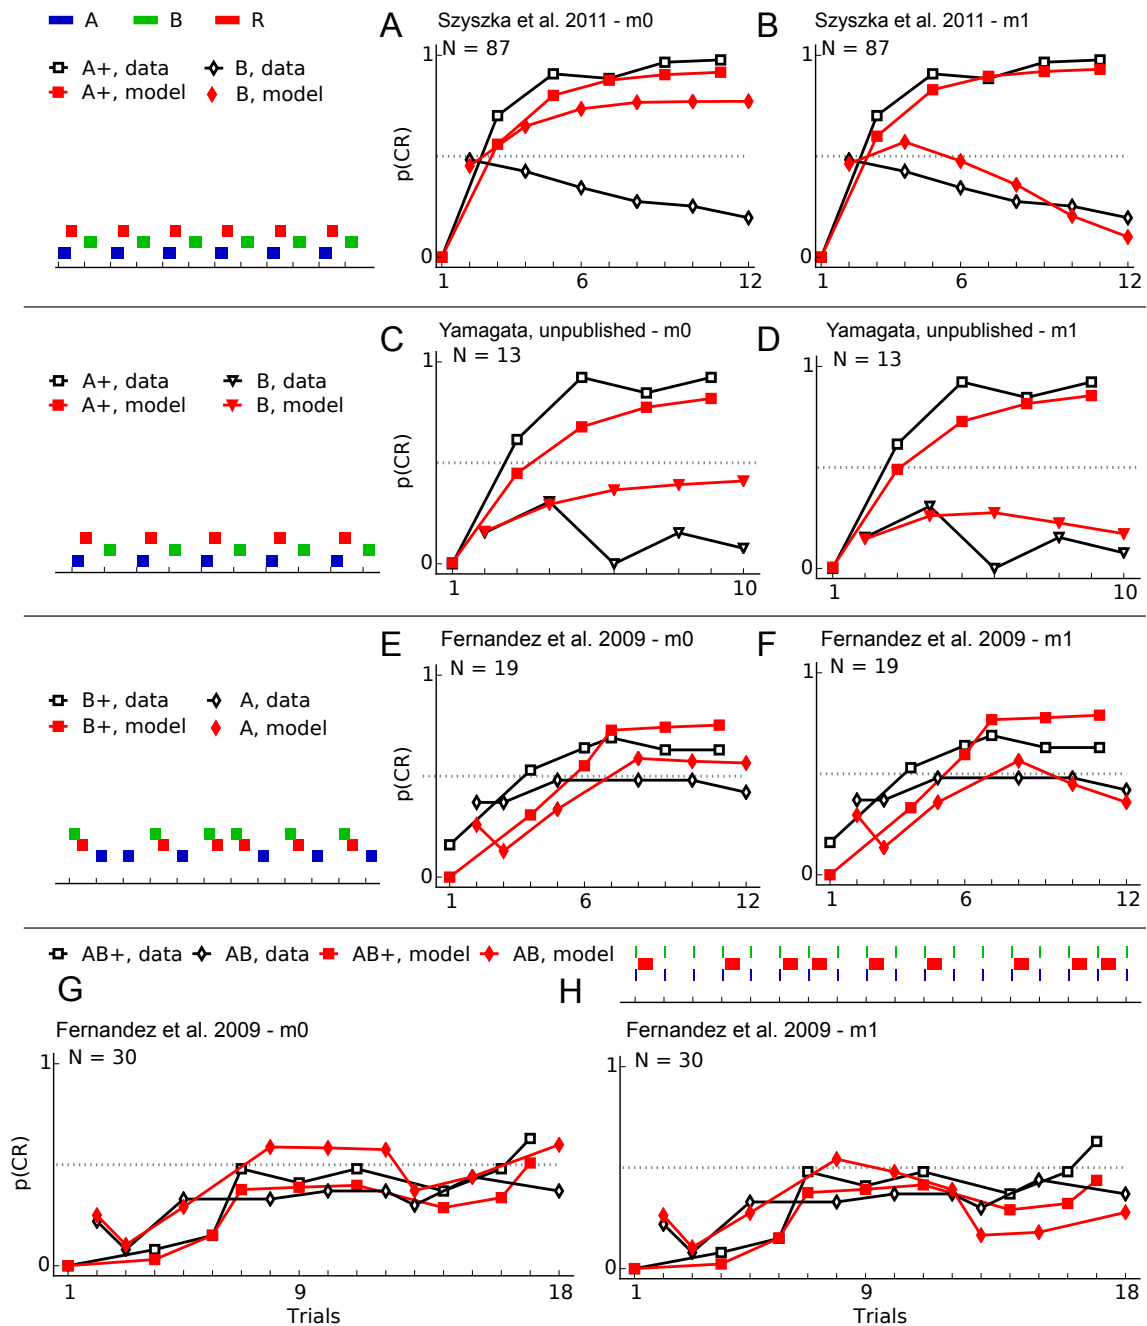 A B R
A+, data B, data
A+, model B, model
A Szyszka et al. 2011 - m0
N = 87
1
p(CR)
0
1 6 12
B Szyszka et al. 2011 - m1
N = 87
1
0
1 6 12
A+, data B, data
A+, model B, model
C Yamagata, unpublished - m0
N = 13
1
p(CR)
0
1 10
D Yamagata, unpublished - m1
N = 13
1
0
1 10
B+, data A, data
B+, model A, model
E Fernandez et al. 2009 - m0
N = 19
1
p(CR)
0
1 6 12
F Fernandez et al. 2009 - m1
N = 19
1
0
1 6 12
AB+, data AB, data AB+, model AB, model
G
Fernandez et al. 2009 - m0
N = 30
1
p(CR)
0
1 9 18
Trials
H
Fernandez et al. 2009 - m1
N = 30
1
0
1 9 18
Trials